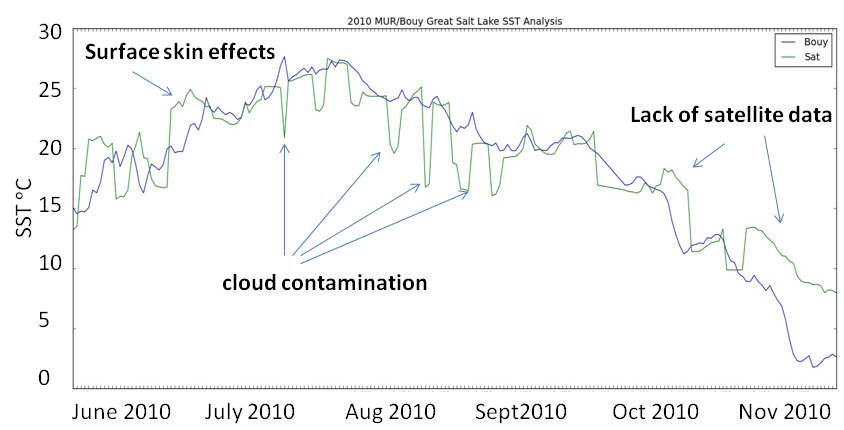 2010 MUR/Bouy Great Salt Lake SST Analysis
30
25
20
15
10
5
0
SST °C
Surface skin effects
Bouy
Sat
Lack of satellite data
cloud contamination
June 2010
July 2010
Aug 2010
Sept2010
Oct 2010
Nov 2010